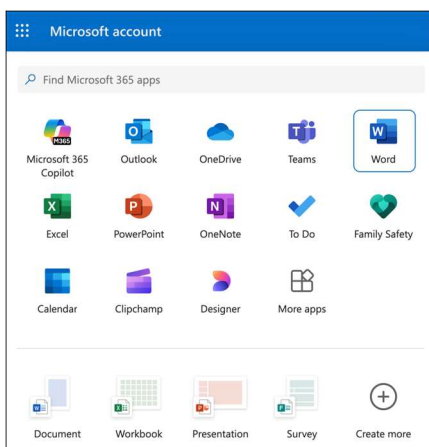 Microsoft account
Find Microsoft 365 apps
M365
Microsoft 365
Copilot
Outlook
OneDrive
Teams
Word
Excel
PowerPoint
OneNote
To Do
Family Safety
Calendar
Clipchamp
Designer
More apps
Document
Workbook
Presentation
Survey
Create more